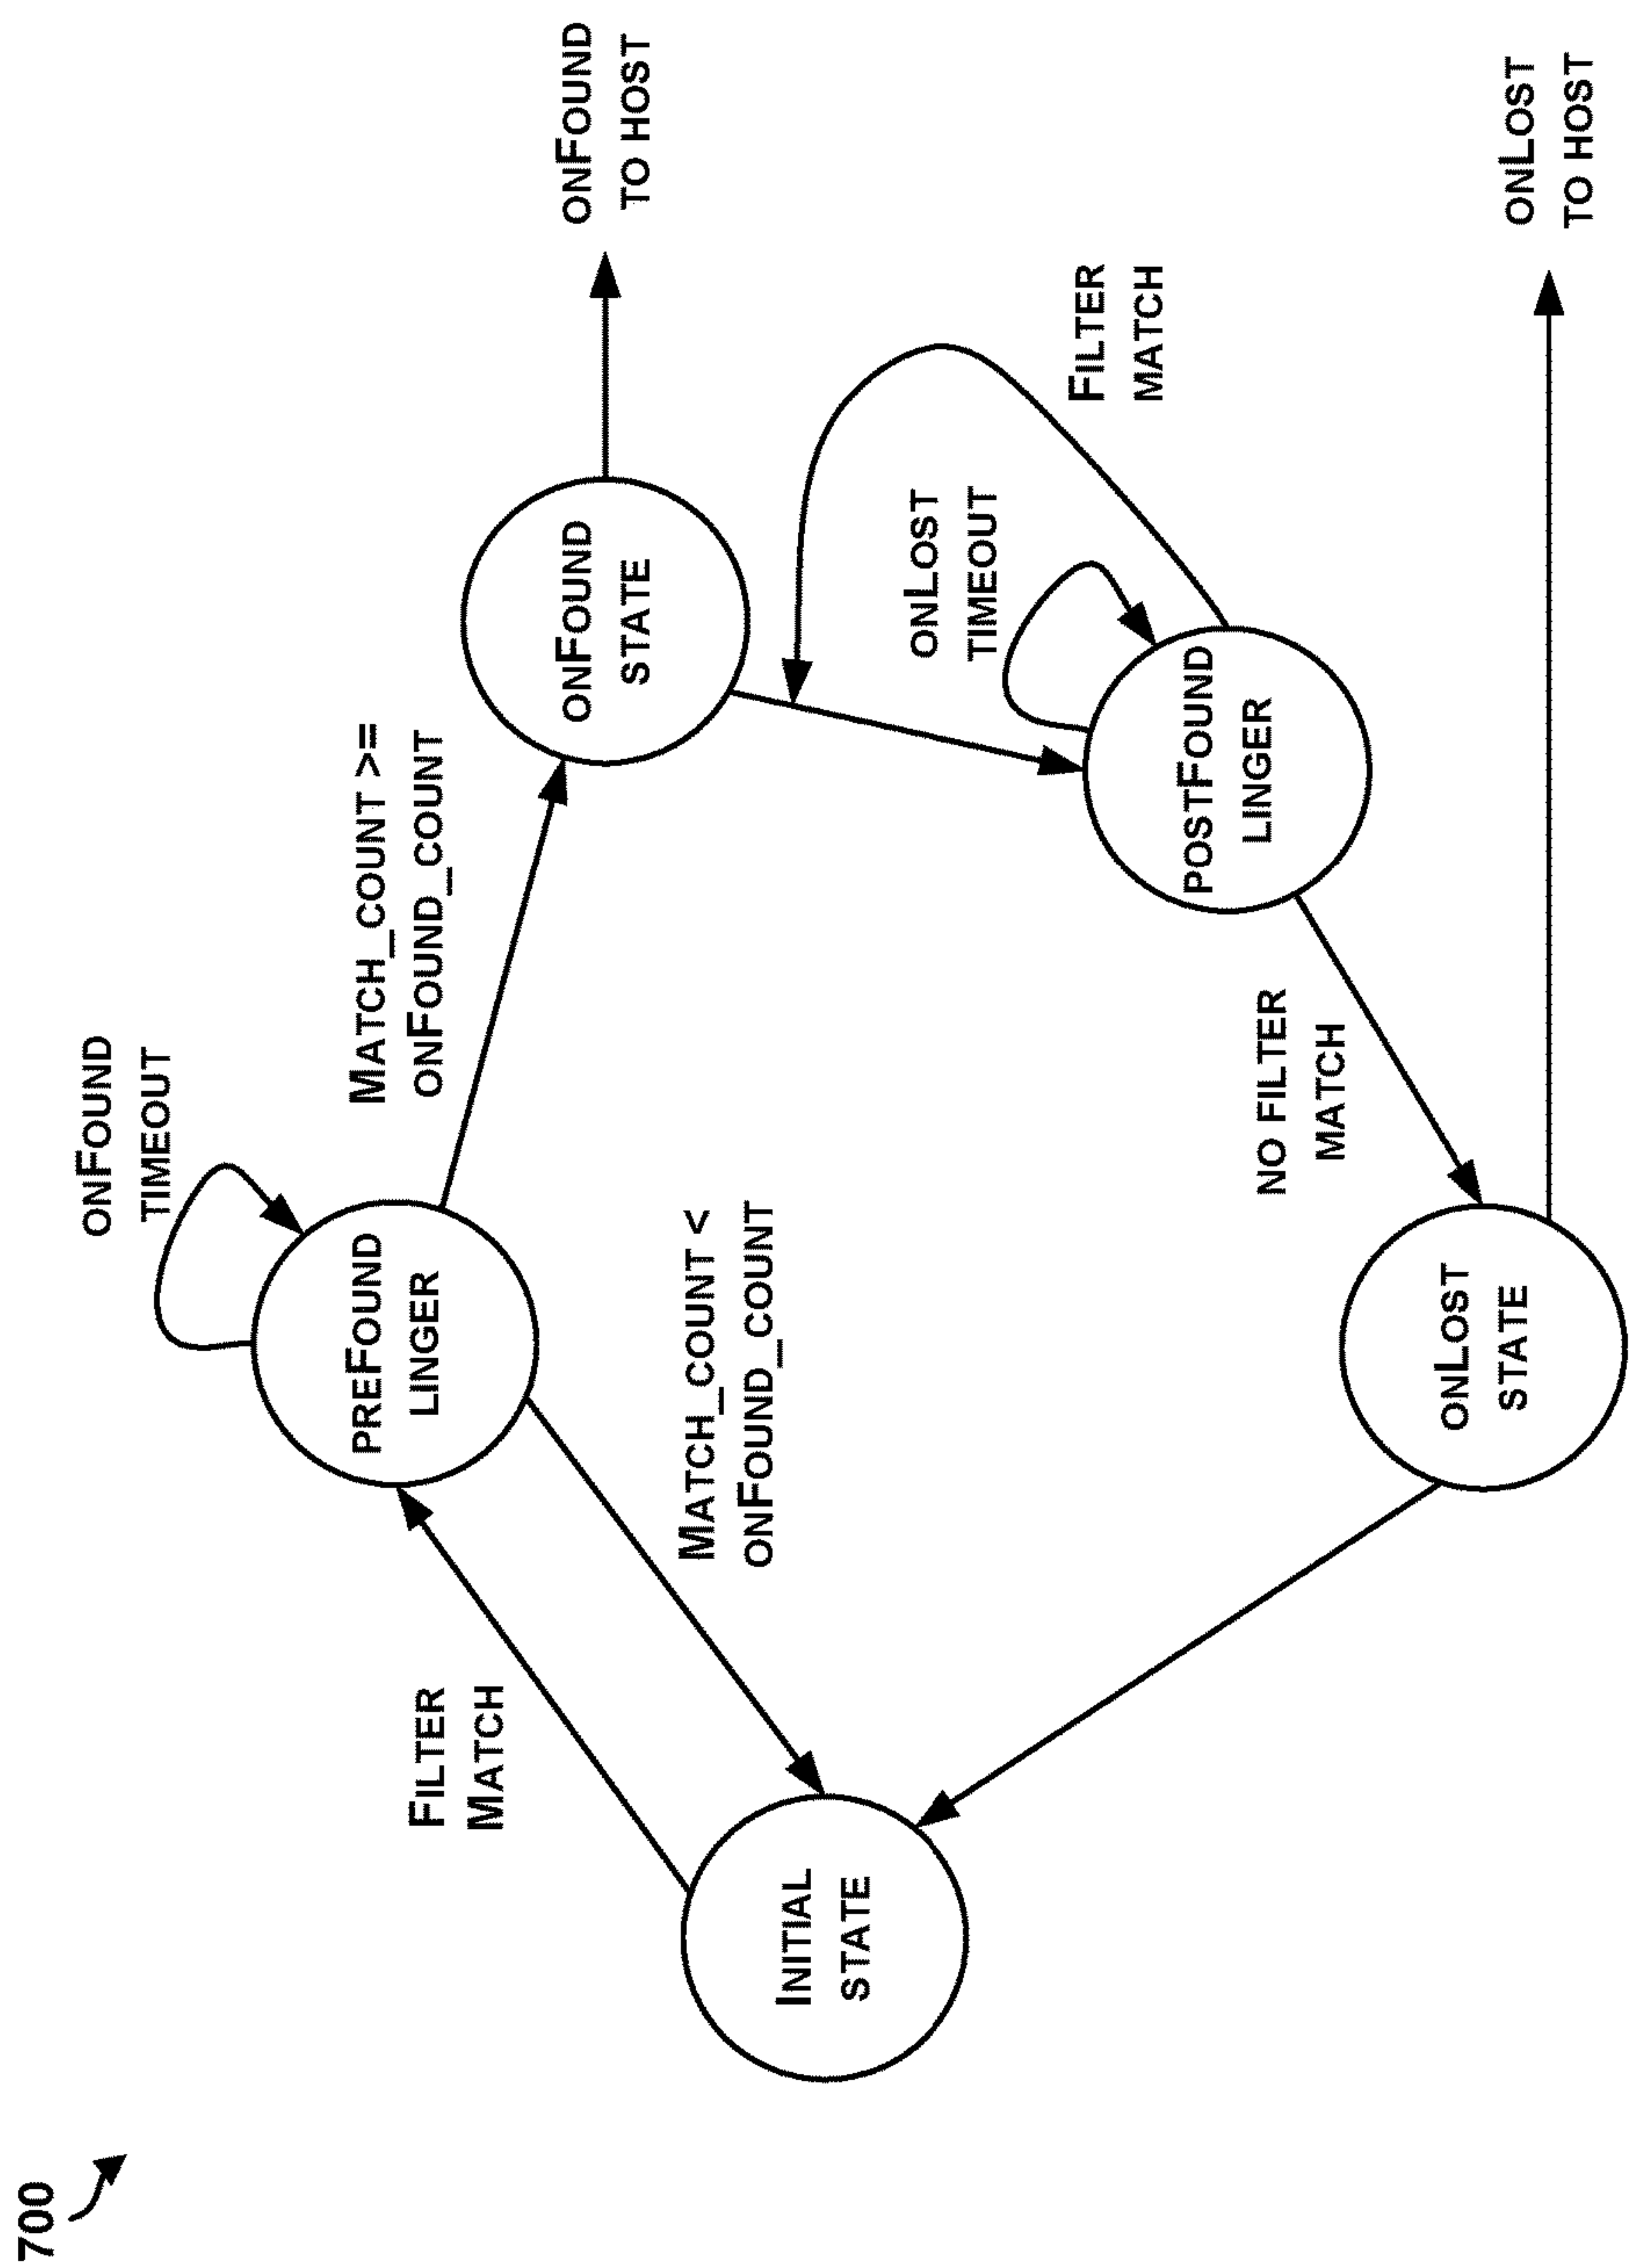 700
onFound
timeout
preFound
linger
Match_count >=
onFound_count
Filter
Match
onFound
state
onFound
to host
Match_count <
onFound_count
Initial
state
onLost
timeout
Filter
match
postFound
linger
no filter
match
onLost
state
onLost
to host